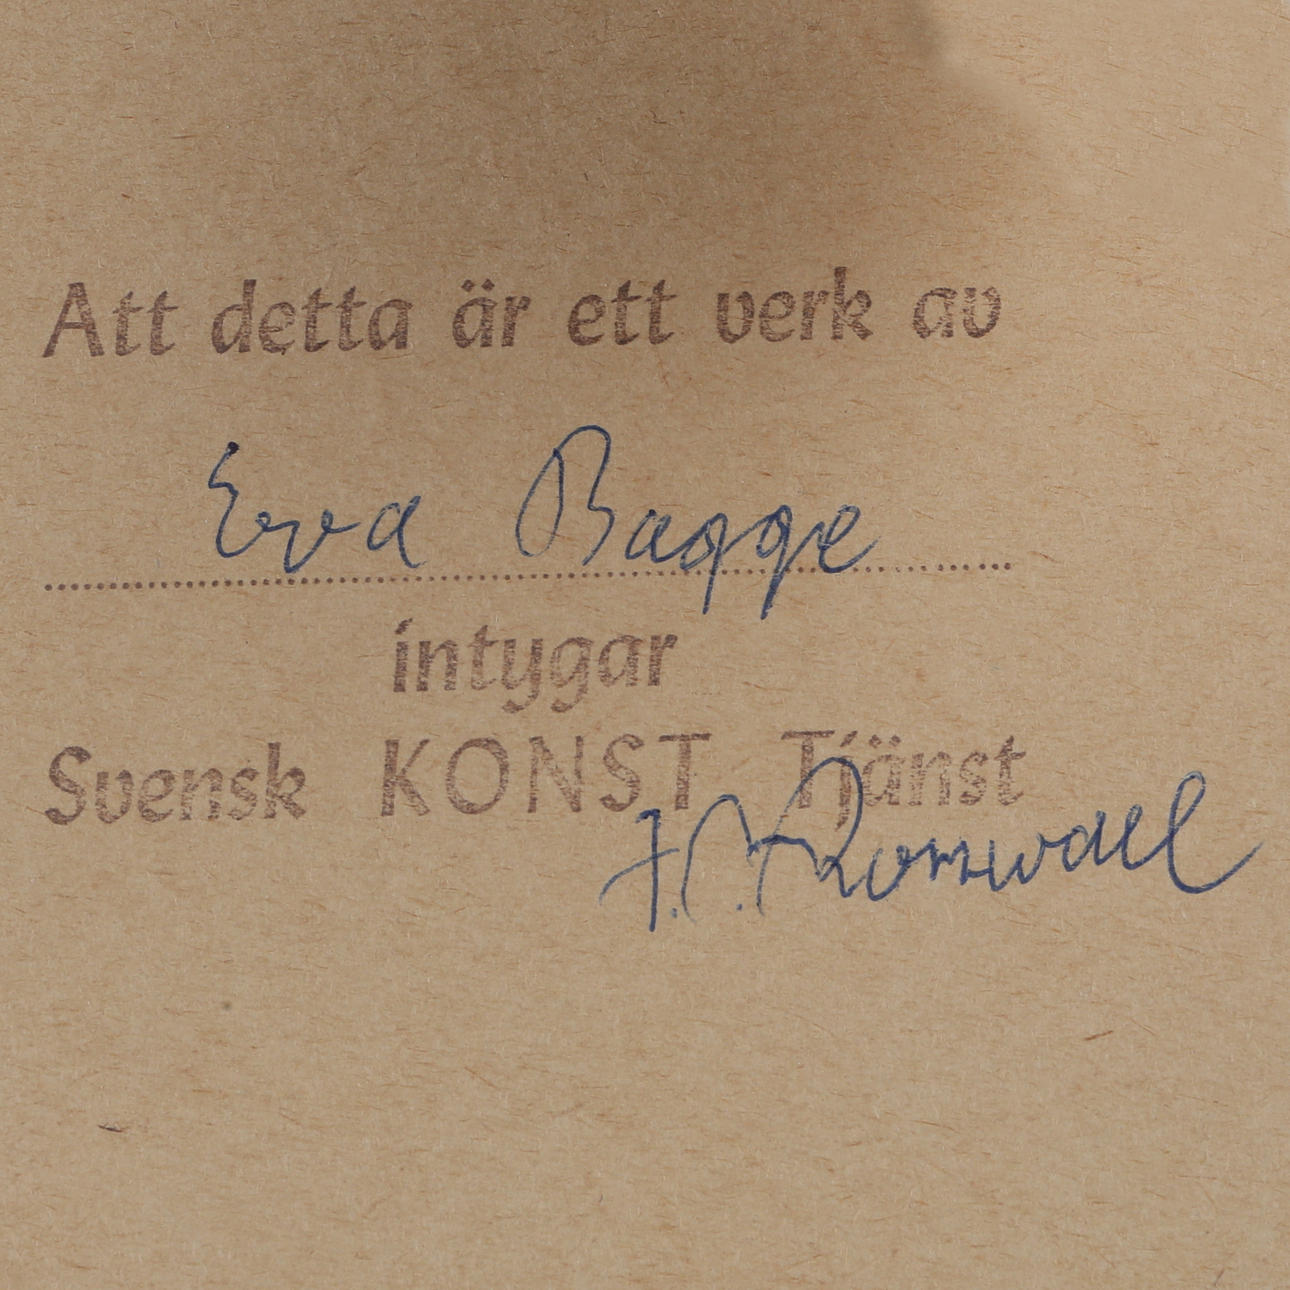 Att detta är ett verk av
Eva Bagge
intygar
Svensk KONST Tjänst